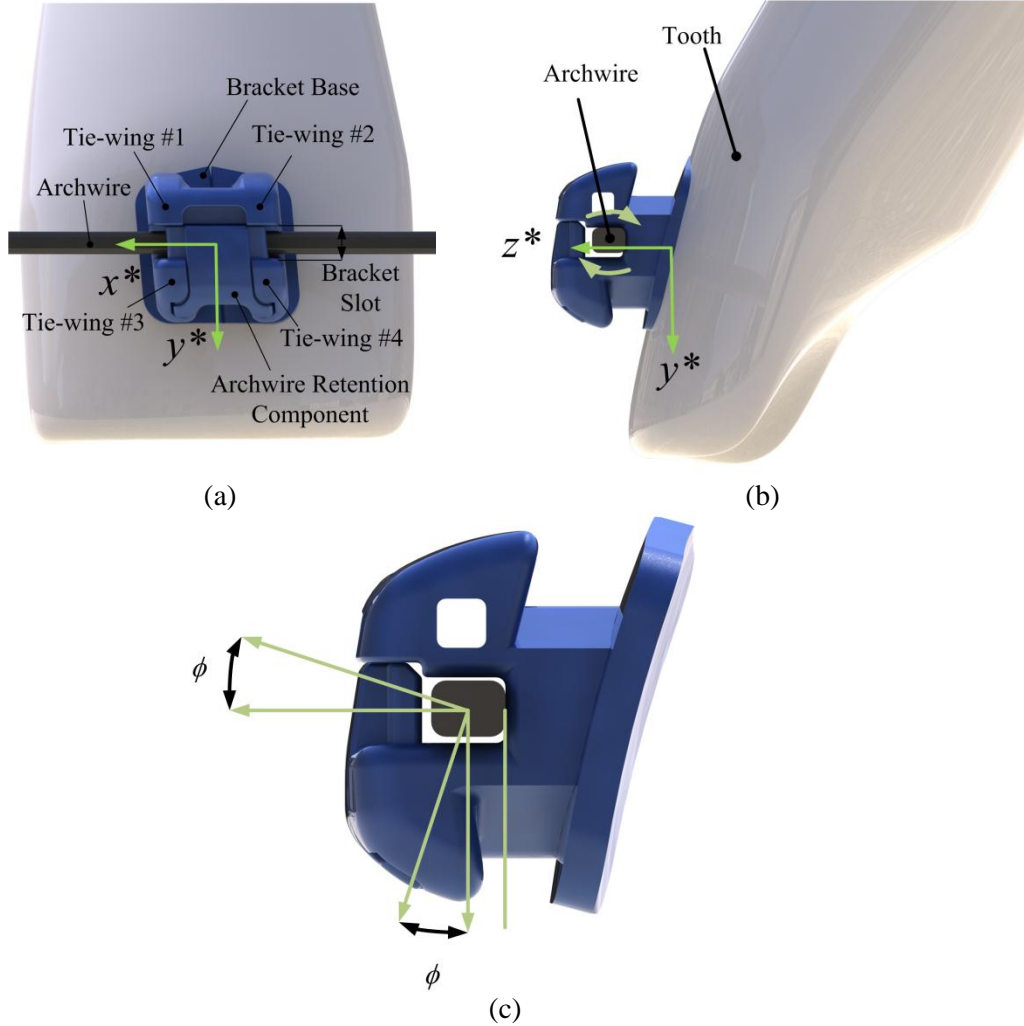 Bracket Base
Tie-wing #1
Tie-wing #2
Archwire
x*
Bracket
Slot
Tie-wing #3
y*
Tie-wing #4
Archwire Retention
Component
(a)
Tooth
Archwire
z*
y*
(b)
ϕ
ϕ
(c)